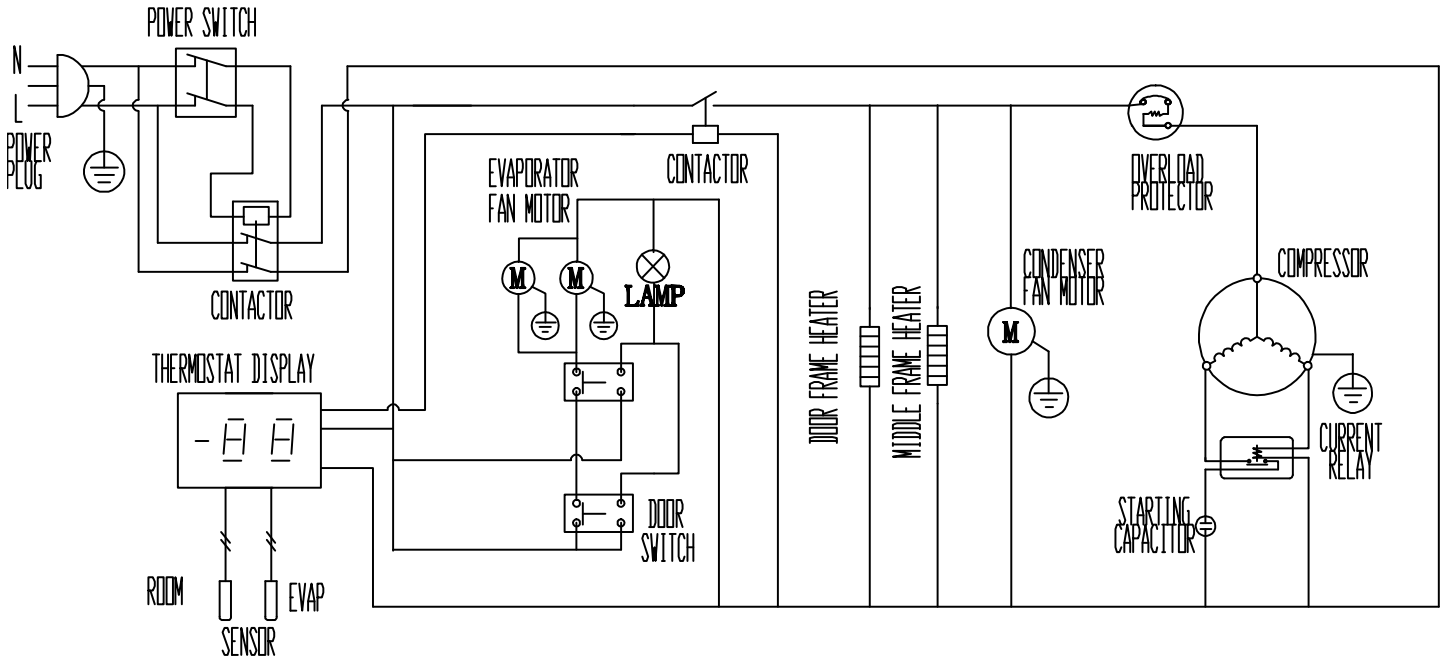 POWER SWITCH
N
L
POWER
PLUG
CONTACTOR
EVAPORATOR
FAN MOTOR
CONTACTOR
OVERLOAD
PROTECTOR
M
M
LAMP
CONDENSER
FAN MOTOR
M
COMPRESSOR
DOOR FRAME HEATER
MIDDLE FRAME HEATER
THERMOSTAT DISPLAY
-88
CURRENT
RELAY
STARTING
CAPACITOR
DOOR
SWITCH
ROOM
EVAP
SENSOR